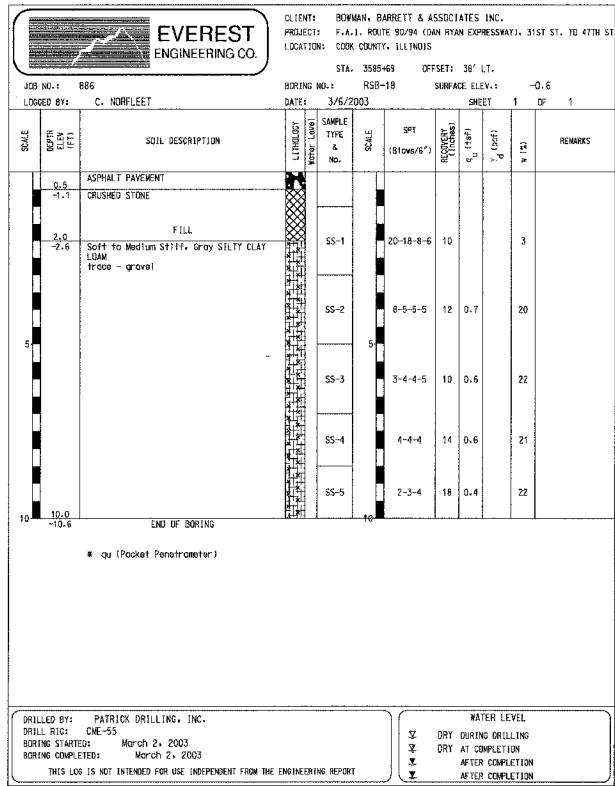 EVEREST
ENGINEERING CO.
CLIENT: BOWMAN, BARRETT & ASSOCIATES INC.
PROJECT: F.A.I. ROUTE 90/94 (DAN RYAN EXPRESSWAY), 31ST ST. TO 47TH ST
LOCATION: COOK COUNTY, ILLINOIS
STA. 3585+69 OFFSET: 38' LT.
JOB NO.: 886
BORING NO.: RSB-18 SURFACE ELEV.: -0.6
LOGGED BY: C. NORFLEET
DATE: 3/6/2003 SHEET 1 OF 1
SCALE
DEPTH ELEV (FT)
SOIL DESCRIPTION
LITHOLOGY
Water Level
SAMPLE TYPE & No.
SCALE
SPT (Blows/6")
RECOVERY (Inches)
qu (tsf)
γd (pcf)
W (%)
REMARKS
ASPHALT PAVEMENT
0.5
-1.1 CRUSHED STONE
FILL
2.0
-2.6 Soft to Medium Stiff, Gray SILTY CLAY
LOAM
trace - gravel
SS-1 20-18-8-6 10 3
SS-2 8-5-5-5 12 0.7 20
5 5
SS-3 3-4-4-5 10 0.6 22
SS-4 4-4-4 14 0.6 21
SS-5 2-3-4 18 0.4 22
10 10.0 10
-10.6 END OF BORING
* qu (Pocket Penetrometer)
DRILLED BY: PATRICK DRILLING, INC.
DRILL RIG: CME-55
BORING STARTED: March 2, 2003
BORING COMPLETED: March 2, 2003
THIS LOG IS NOT INTENDED FOR USE INDEPENDENT FROM THE ENGINEERING REPORT
WATER LEVEL
DRY DURING DRILLING
DRY AT COMPLETION
AFTER COMPLETION
AFTER COMPLETION